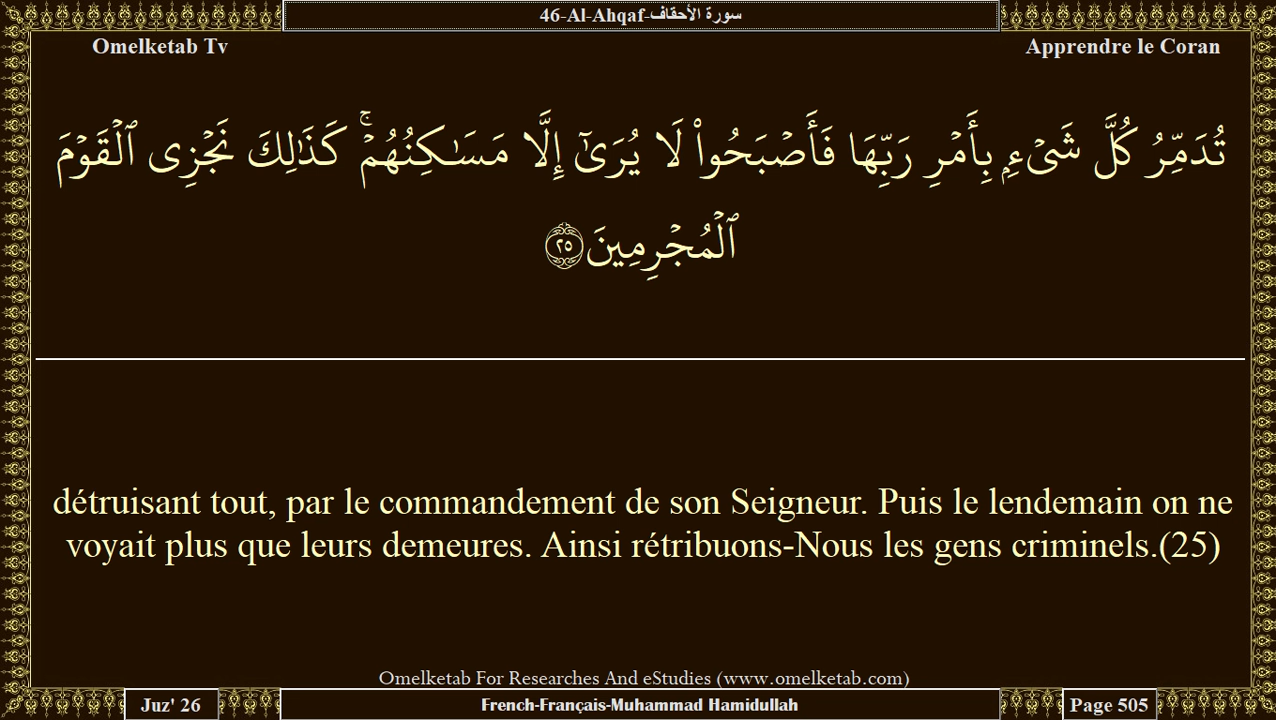 46-Al-Ahqaf-سورة الأحقاف
Omelketab Tv
Apprendre le Coran
تُدَمِّرُ كُلَّ شَىْءِۭ بِأَمْرِ رَبِّهَا فَأَصْبَحُوا۟ لَا يُرَىٰٓ إِلَّا مَسَـٰكِنُهُمْ ۚ كَذَٰلِكَ نَجْزِى ٱلْقَوْمَ
ٱلْمُجْرِمِينَ ٢٥
détruisant tout, par le commandement de son Seigneur. Puis le lendemain on ne
voyait plus que leurs demeures. Ainsi rétribuons-Nous les gens criminels.(25)
Omelketab For Researches And eStudies (www.omelketab.com)
Juz' 26
French-Français-Muhammad Hamidullah
Page 505